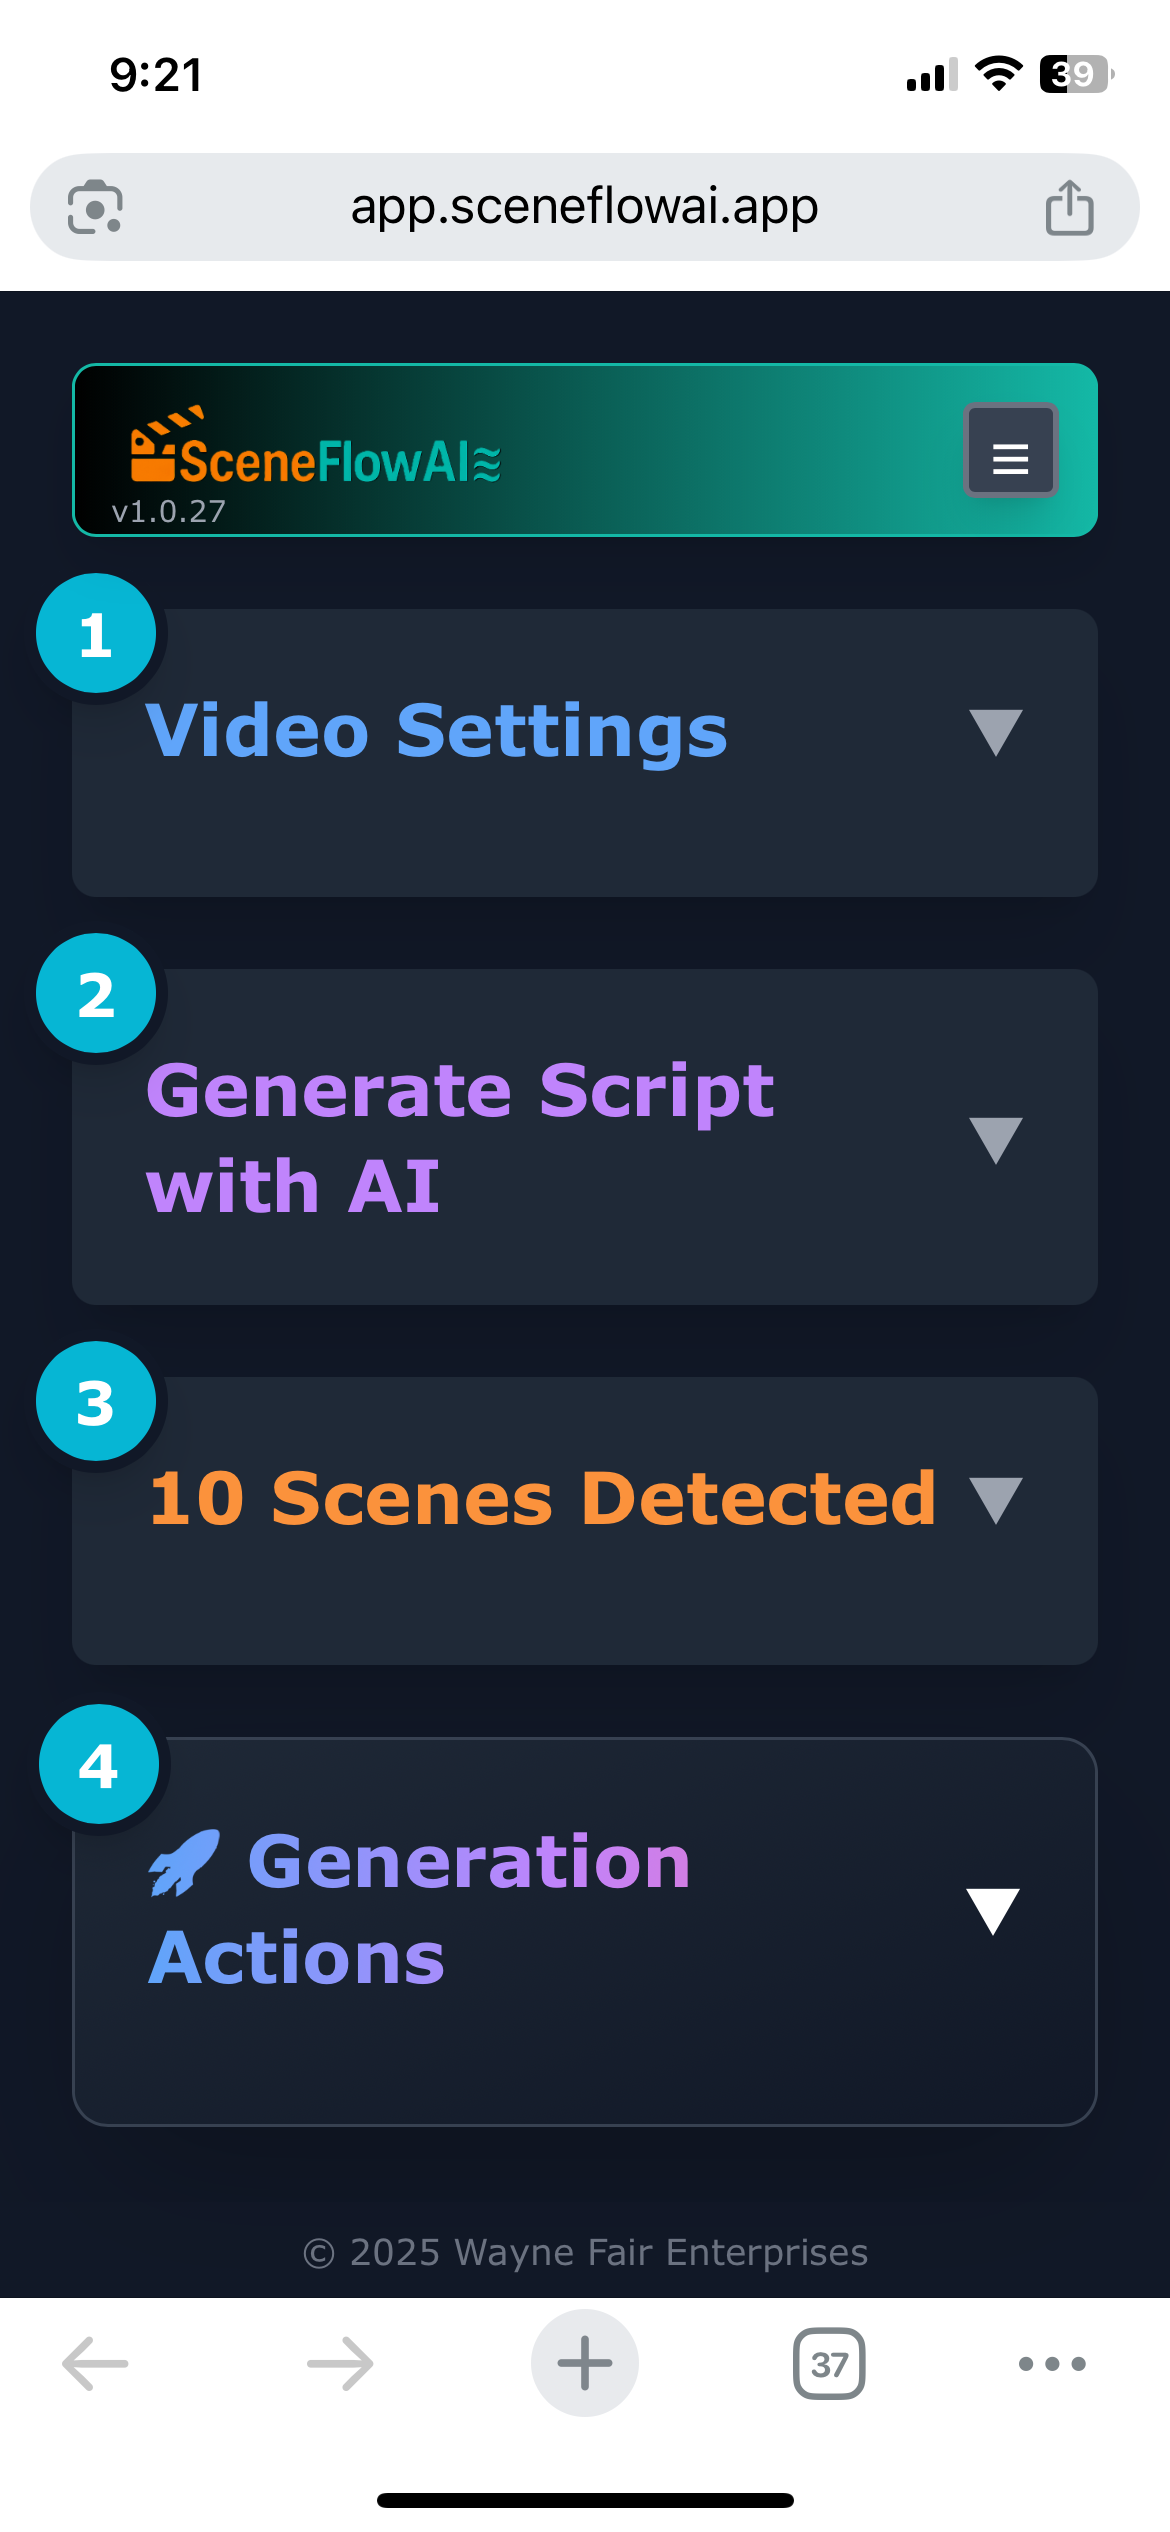 9:21
39
app.sceneflowai.app
SceneFlowAI
v1.0.27
1
Video Settings
2
Generate Script
with AI
3
10 Scenes Detected
4
🚀 Generation
Actions
© 2025 Wayne Fair Enterprises
37